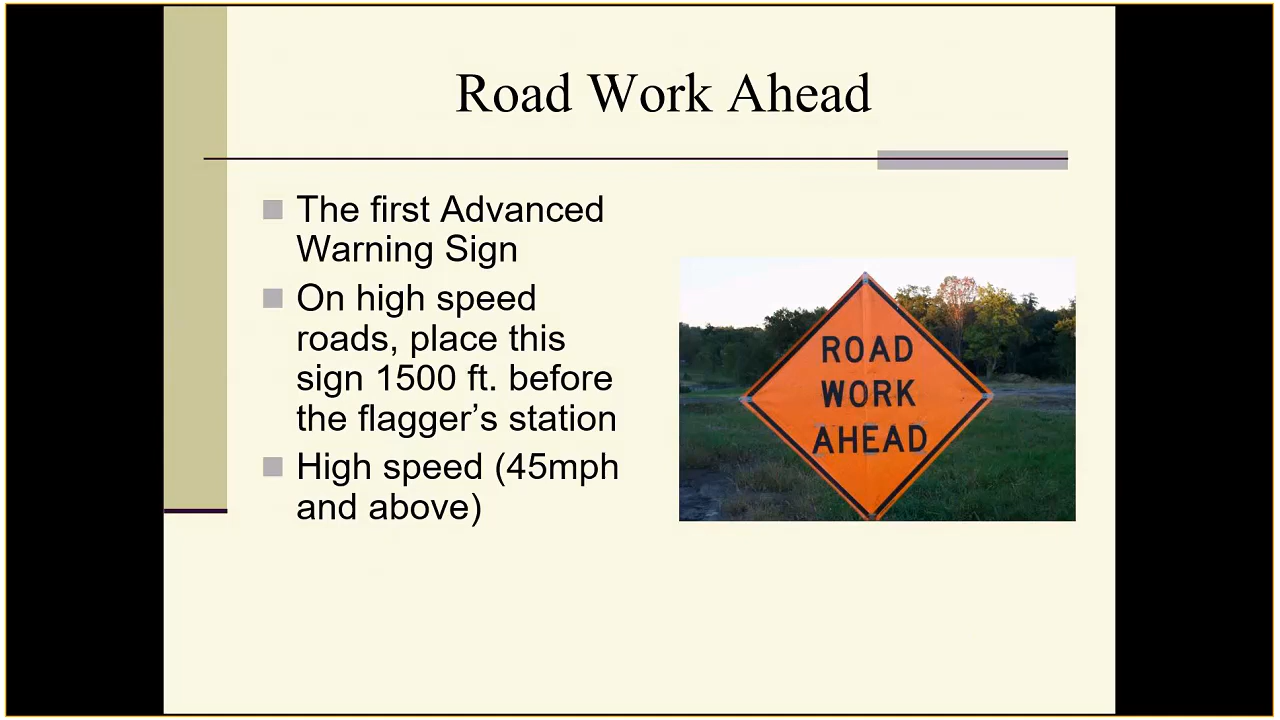 Road Work Ahead
The first Advanced
Warning Sign
On high speed
roads, place this
sign 1500 ft. before
the flagger’s station
High speed (45mph
and above)
ROAD
WORK
AHEAD